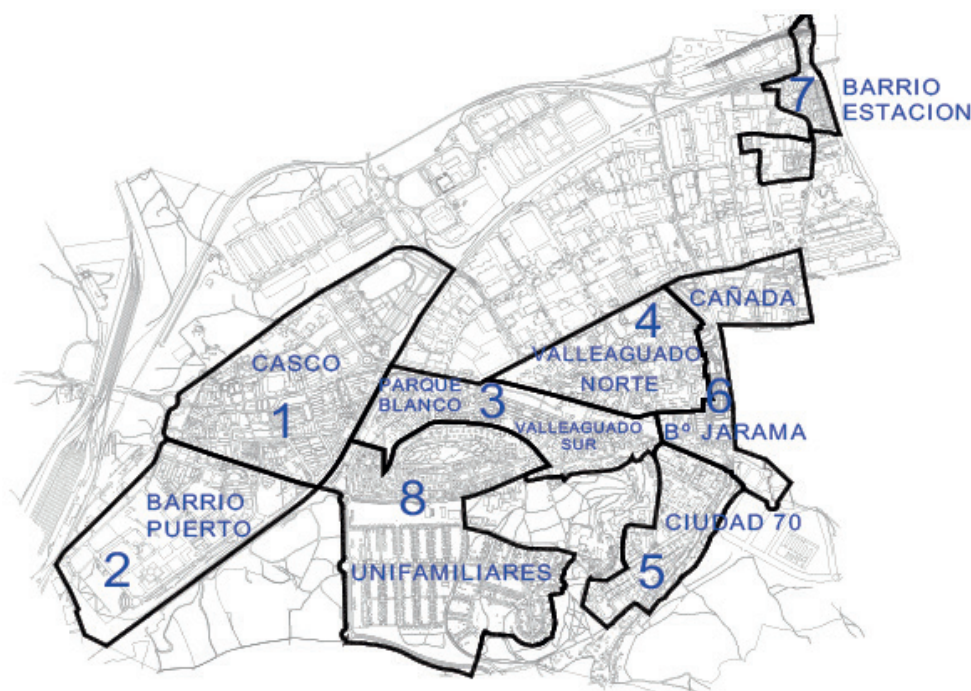 7
BARRIO
ESTACION
CAÑADA
4
VALLEAGUADO
NORTE
CASCO
1
PARQUE
BLANCO
3
VALLEAGUADO
SUR
6
Bº JARAMA
BARRIO
PUERTO
2
8
UNIFAMILIARES
CIUDAD 70
5